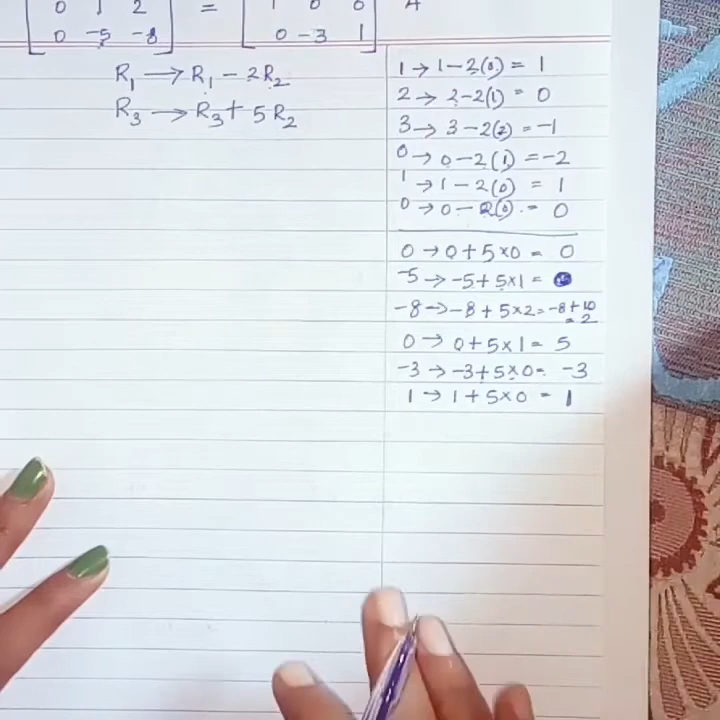 0 1 2 = 1 0 0 A
0 -5 -8 0 -3 1
R₁ → R₁ - 2R₂
R₃ → R₃ + 5R₂
1 → 1-2(0) = 1
2 → 2-2(1) = 0
3 → 3-2(2) = -1
0 → 0-2(1) = -2
1 → 1-2(0) = 1
0 → 0-2(0) = 0
0 → 0+5×0 = 0
-5 → -5+5×1 =
-8 → -8+5×2 = -8+10
= 2
0 → 0+5×1 = 5
-3 → -3+5×0 = -3
1 → 1+5×0 = 1